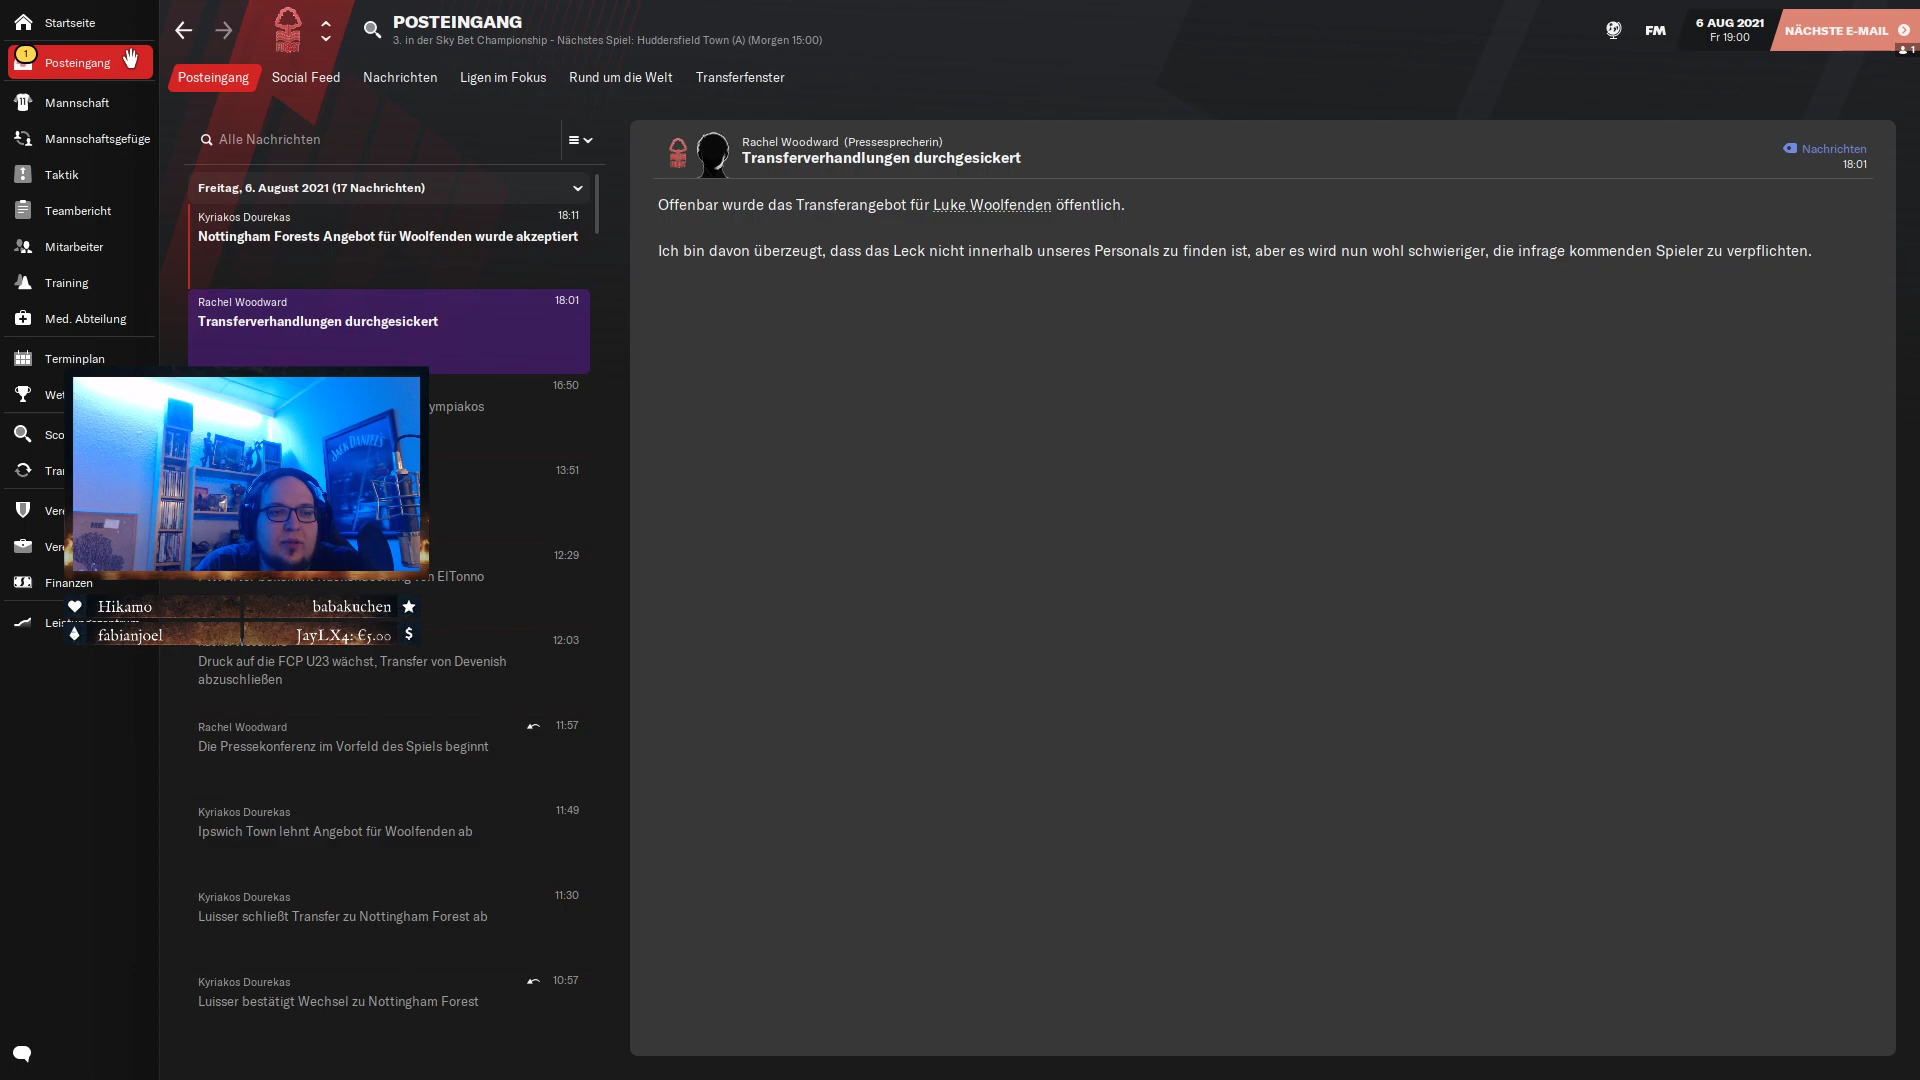 Startseite
1
Posteingang
Mannschaft
Mannschaftsgefüge
Taktik
Teambericht
Mitarbeiter
Training
Med. Abteilung
Terminplan
Finanzen
POSTEINGANG
3. in der Sky Bet Championship - Nächstes Spiel: Huddersfield Town (A) (Morgen 15:00)
FM
6 AUG 2021
Fr 19:00
NÄCHSTE E-MAIL
1
Posteingang
Social Feed
Nachrichten
Ligen im Fokus
Rund um die Welt
Transferfenster
Alle Nachrichten
Freitag, 6. August 2021 (17 Nachrichten)
Kyriakos Dourekas 18:11
Nottingham Forests Angebot für Woolfenden wurde akzeptiert
Rachel Woodward 18:01
Transferverhandlungen durchgesickert
16:50
ympiakos
13:51
12:29
ElTonno
12:03
Druck auf die FCP U23 wächst, Transfer von Devenish
abzuschließen
Rachel Woodward 11:57
Die Pressekonferenz im Vorfeld des Spiels beginnt
Kyriakos Dourekas 11:49
Ipswich Town lehnt Angebot für Woolfenden ab
Kyriakos Dourekas 11:30
Luisser schließt Transfer zu Nottingham Forest ab
Kyriakos Dourekas 10:57
Luisser bestätigt Wechsel zu Nottingham Forest
JACK DANIEL'S
Hikamo
babakuchen
fabianjoel
JayLX4: €5.00 $
Rachel Woodward (Pressesprecherin)
Transferverhandlungen durchgesickert
Nachrichten
18:01
Offenbar wurde das Transferangebot für Luke Woolfenden öffentlich.
Ich bin davon überzeugt, dass das Leck nicht innerhalb unseres Personals zu finden ist, aber es wird nun wohl schwieriger, die infrage kommenden Spieler zu verpflichten.